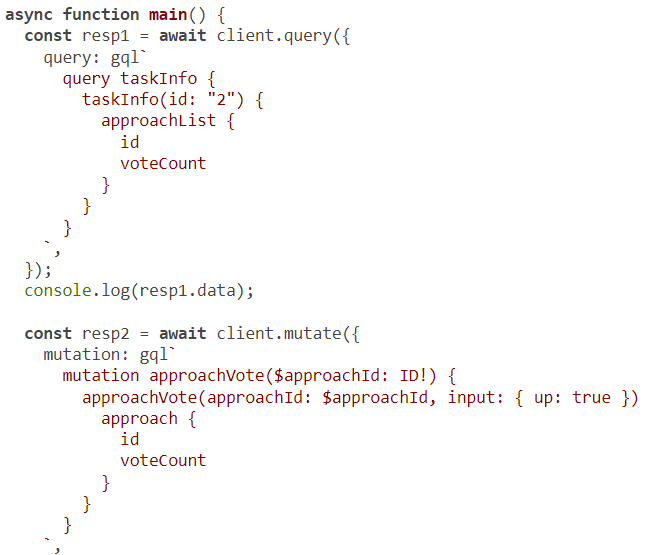 async function main() {
  const resp1 = await client.query({
    query: gql`
      query taskInfo {
        taskInfo(id: "2") {
          approachList {
            id
            voteCount
          }
        }
      }
    `,
  });
  console.log(resp1.data);

  const resp2 = await client.mutate({
    mutation: gql`
      mutation approachVote($approachId: ID!) {
        approachVote(approachId: $approachId, input: { up: true })
          approach {
            id
            voteCount
          }
        }
      }
    `,